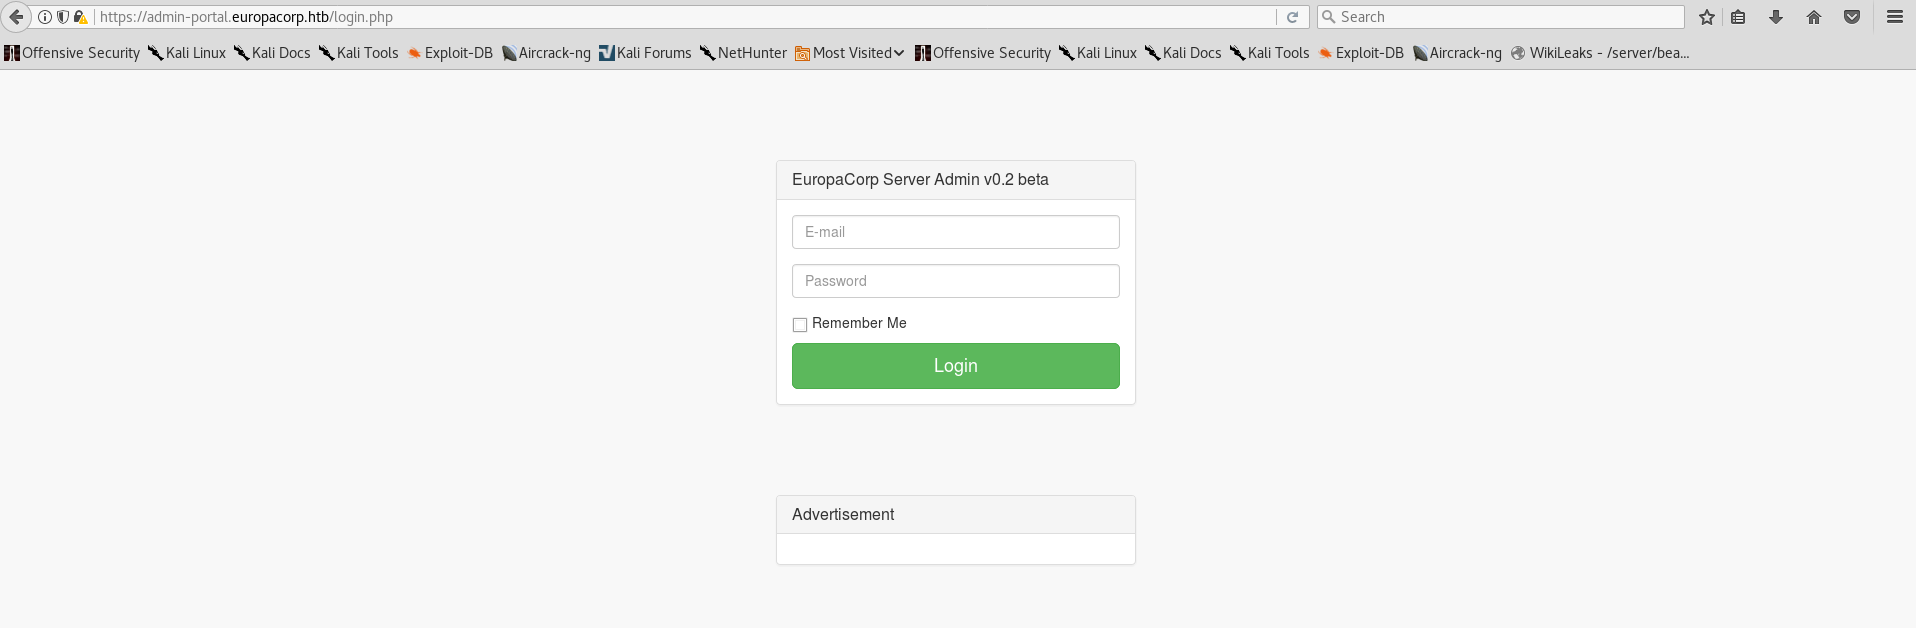 https://admin-portal.europacorp.htb/login.php Search
Offensive Security Kali Linux Kali Docs Kali Tools Exploit-DB Aircrack-ng Kali Forums NetHunter Most Visited Offensive Security Kali Linux Kali Docs Kali Tools Exploit-DB Aircrack-ng WikiLeaks - /server/bea...
EuropaCorp Server Admin v0.2 beta
E-mail
Password
Remember Me
Login
Advertisement